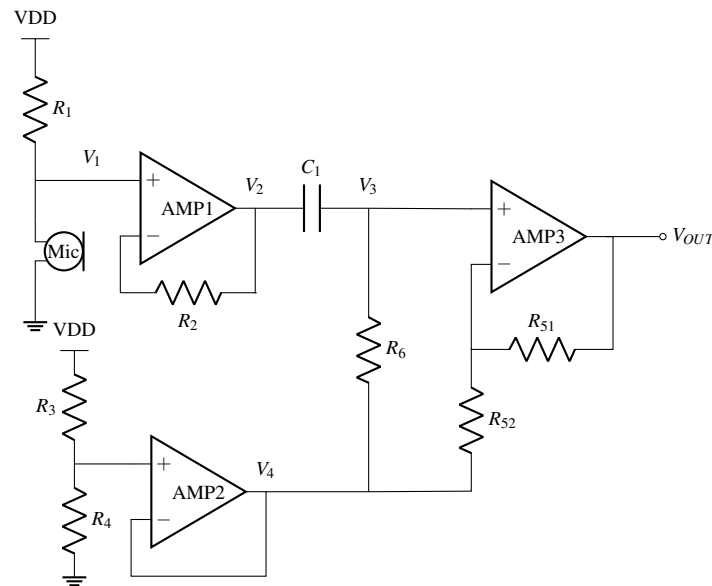 VDD
R1
V1
+
AMP1
−
R2
V2
C1
V3
+
AMP3
−
VOUT
Mic
R51
R6
R52
VDD
R3
R4
+
AMP2
−
V4